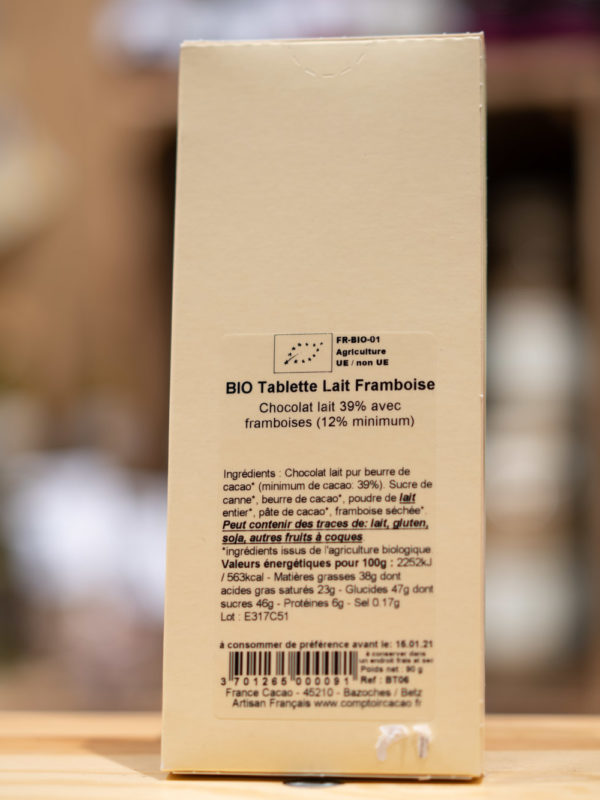 FR-BIO-01
Agriculture
UE / non UE
BIO Tablette Lait Framboise
Chocolat lait 39% avec
framboises (12% minimum)
Ingrédients : Chocolat lait pur beurre de
cacao* (minimum de cacao: 39%). Sucre de
canne*, beurre de cacao*, poudre de lait
entier*, pâte de cacao*, framboise séchée*.
Peut contenir des traces de: lait, gluten,
soja, autres fruits à coques
*ingrédients issus de l'agriculture biologique
Valeurs énergétiques pour 100g : 2252kJ
/ 563kcal - Matières grasses 38g dont
acides gras saturés 23g - Glucides 47g dont
sucres 46g - Protéines 6g - Sel 0.17g
Lot : E317C51
à consommer de préférence avant le: 15.01.21
à conserver dans
un endroit frais et sec
Poids net : 90 g
3 701265 000091 Ref : BT06
France Cacao - 45210 - Bazoches / Betz
Artisan Français www.comptoircacao.fr